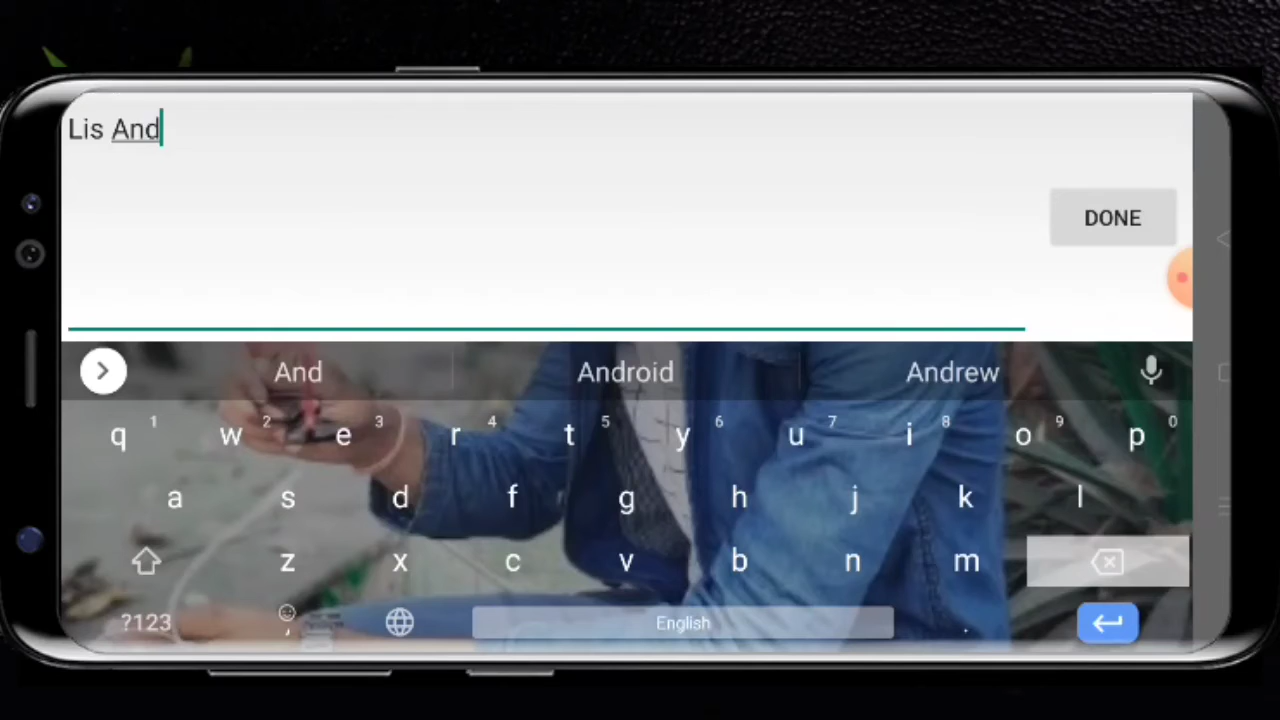 Lis And
DONE
And Android Andrew
q 1 w 2 e 3 r 4 t 5 y 6 u 7 i 8 o 9 p 0
a s d f g h j k l
z x c v b n m
?123 , English .